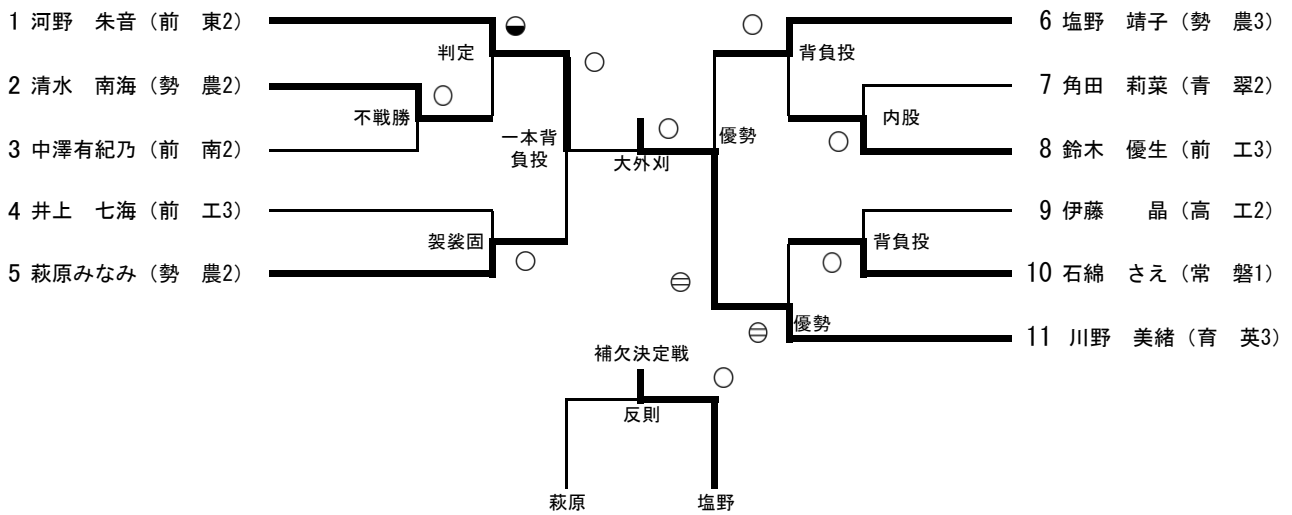 1 河野　朱音（前　東2）
2 清水　南海（勢　農2）
3 中澤有紀乃（前　南2）
4 井上　七海（前　工3）
5 萩原みなみ（勢　農2）
判定
不戦勝
一本背
負投
袈裟固
大外刈
優勢
背負投
内股
背負投
優勢
6 塩野　靖子（勢　農3）
7 角田　莉菜（青　翠2）
8 鈴木　優生（前　工3）
9 伊藤　　晶（高　工2）
10 石綿　さえ（常　磐1）
11 川野　美緒（育　英3）
補欠決定戦
反則
萩原
塩野